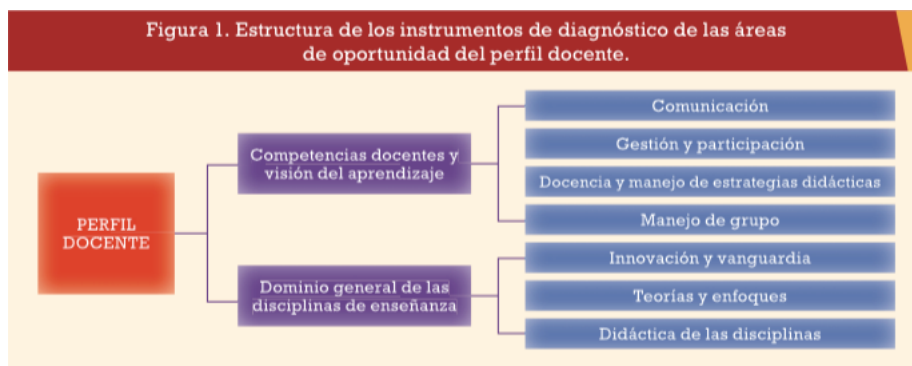 Figura 1. Estructura de los instrumentos de diagnóstico de las áreas
de oportunidad del perfil docente.
PERFIL
DOCENTE
Competencias docentes y
visión del aprendizaje
Comunicación
Gestión y participación
Docencia y manejo de estrategias didácticas
Manejo de grupo
Dominio general de las
disciplinas de enseñanza
Innovación y vanguardia
Teorías y enfoques
Didáctica de las disciplinas